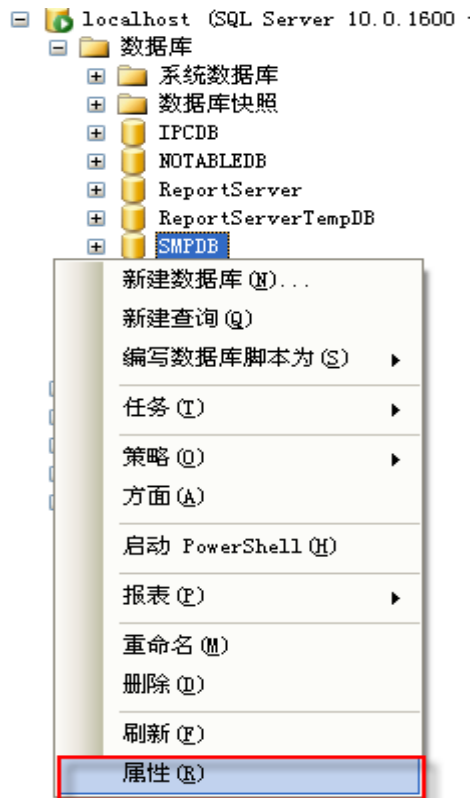 localhost (SQL Server 10.0.1600
数据库
系统数据库
数据库快照
IPCDB
NOTABLEDB
ReportServer
ReportServerTempDB
SMPDB
新建数据库(N)...
新建查询(Q)
编写数据库脚本为(S)
任务(T)
策略(O)
方面(A)
启动 PowerShell(H)
报表(P)
重命名(M)
删除(D)
刷新(F)
属性(R)